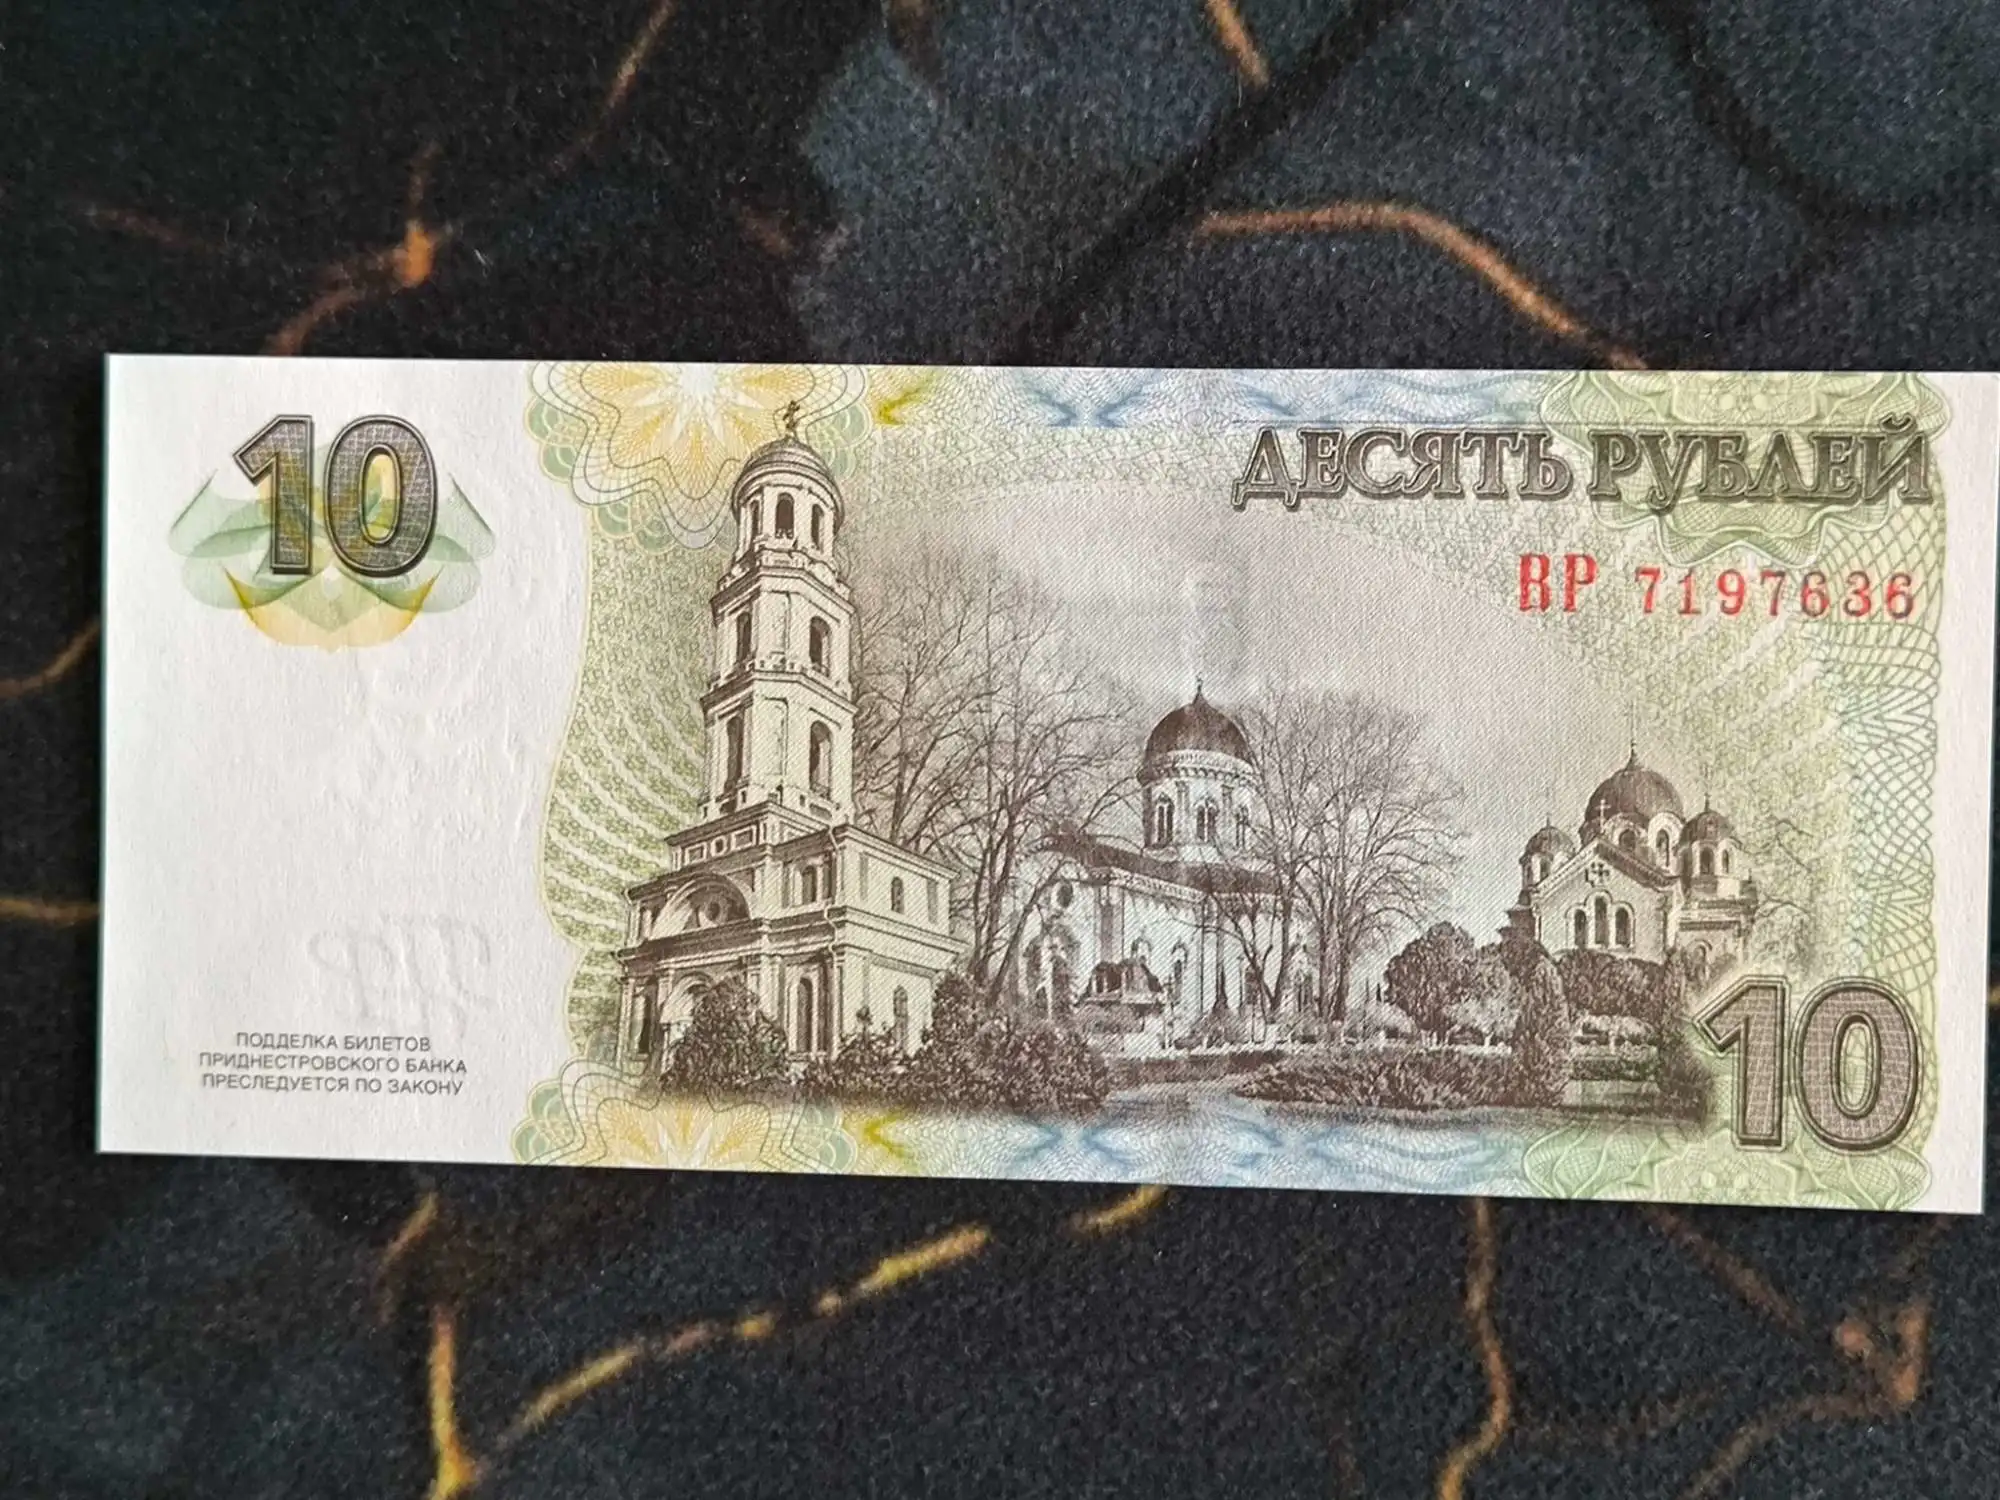 10
ДЕСЯТЬ РУБЛЕЙ
ВР 7197636
ПОДДЕЛКА БИЛЕТОВ
ПРИДНЕСТРОВСКОГО БАНКА
ПРЕСЛЕДУЕТСЯ ПО ЗАКОНУ
10